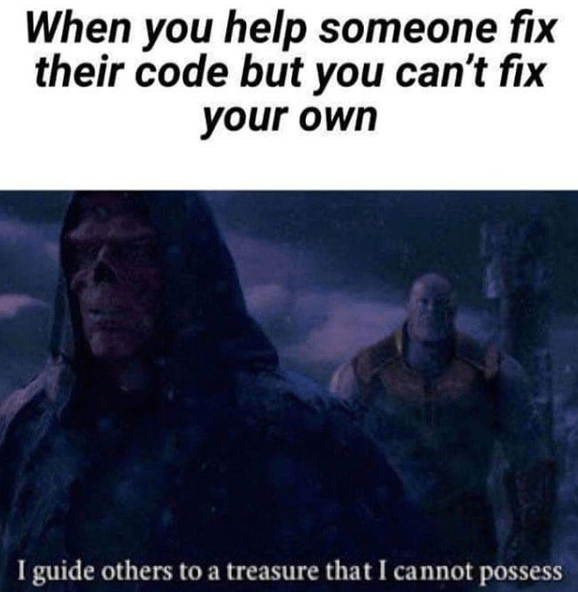 When you help someone fix
their code but you can't fix
your own
I guide others to a treasure that I cannot possess